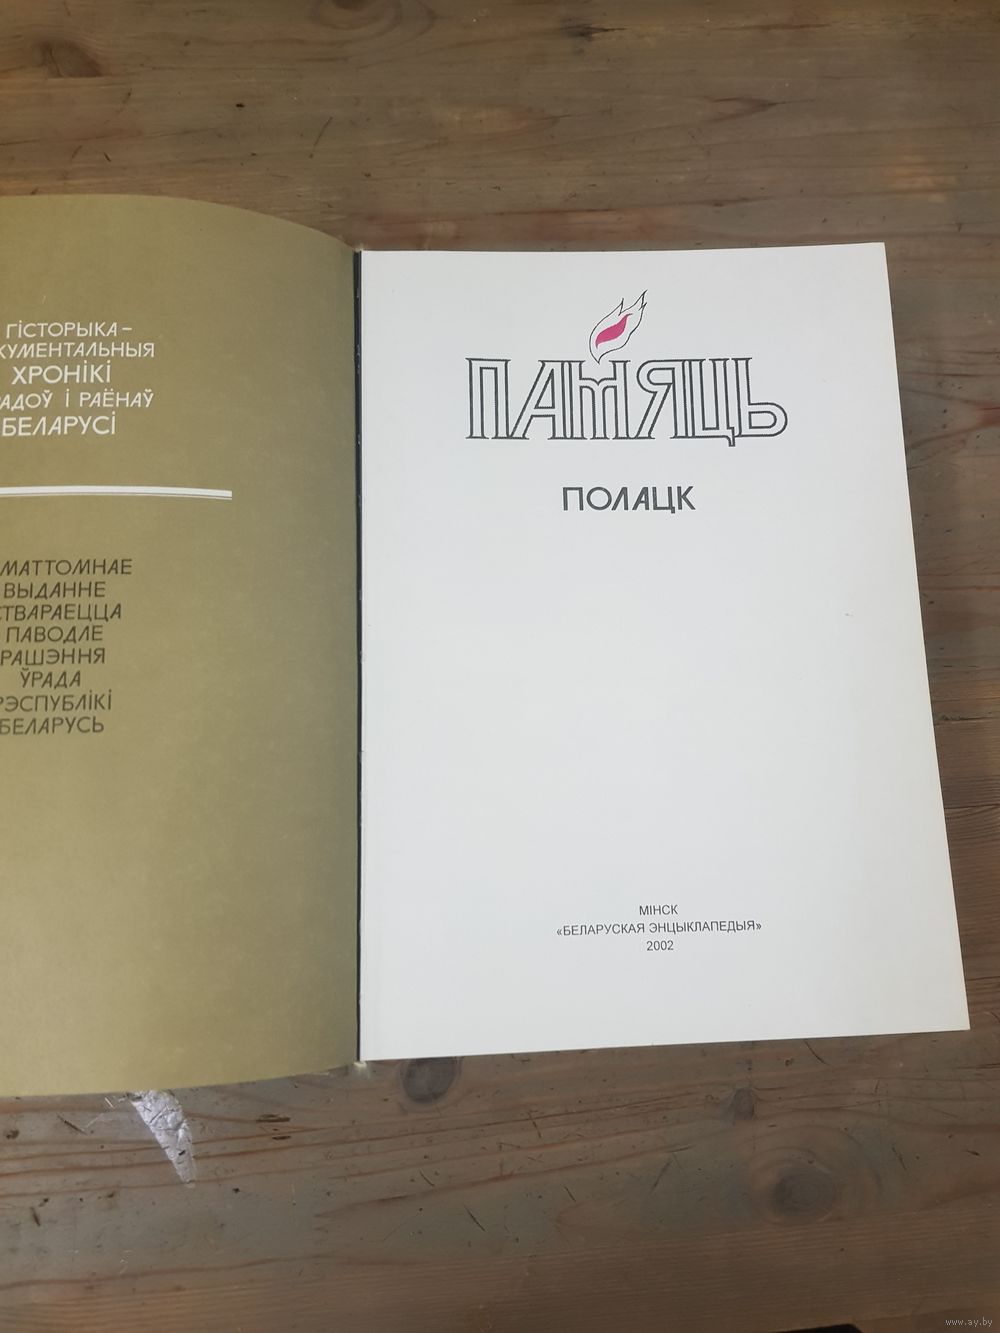 ГІСТОРЫКА-
КУМЕНТАЛЬНЫЯ
ХРОНІКІ
АДОЎ І РАЁНАЎ
БЕЛАРУСІ
МАТТОМНАЕ
ВЫДАННЕ
СТВАРАЕЦЦА
ПАВОДЛЕ
РАШЭННЯ
ЎРАДА
РЭСПУБЛІКІ
БЕЛАРУСЬ
ПАМЯЦЬ
ПОЛАЦК
МІНСК
«БЕЛАРУСКАЯ ЭНЦЫКЛАПЕДЫЯ»
2002
www.ay.by